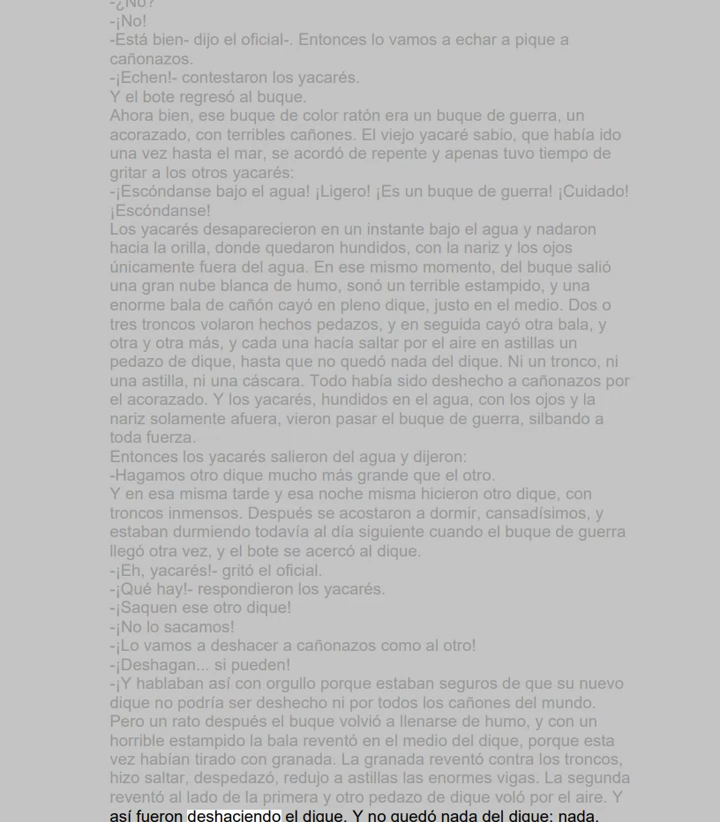 -¿No?
-¡No!
-Está bien- dijo el oficial-. Entonces lo vamos a echar a pique a
cañonazos.
-¡Echen!- contestaron los yacarés.
Y el bote regresó al buque.
Ahora bien, ese buque de color ratón era un buque de guerra, un
acorazado, con terribles cañones. El viejo yacaré sabio, que había ido
una vez hasta el mar, se acordó de repente y apenas tuvo tiempo de
gritar a los otros yacarés:
-¡Escóndanse bajo el agua! ¡Ligero! ¡Es un buque de guerra! ¡Cuidado!
¡Escóndanse!
Los yacarés desaparecieron en un instante bajo el agua y nadaron
hacia la orilla, donde quedaron hundidos, con la nariz y los ojos
únicamente fuera del agua. En ese mismo momento, del buque salió
una gran nube blanca de humo, sonó un terrible estampido, y una
enorme bala de cañón cayó en pleno dique, justo en el medio. Dos o
tres troncos volaron hechos pedazos, y en seguida cayó otra bala, y
otra y otra más, y cada una hacía saltar por el aire en astillas un
pedazo de dique, hasta que no quedó nada del dique. Ni un tronco, ni
una astilla, ni una cáscara. Todo había sido deshecho a cañonazos por
el acorazado. Y los yacarés, hundidos en el agua, con los ojos y la
nariz solamente afuera, vieron pasar el buque de guerra, silbando a
toda fuerza.
Entonces los yacarés salieron del agua y dijeron:
-Hagamos otro dique mucho más grande que el otro.
Y en esa misma tarde y esa noche misma hicieron otro dique, con
troncos inmensos. Después se acostaron a dormir, cansadísimos, y
estaban durmiendo todavía al día siguiente cuando el buque de guerra
llegó otra vez, y el bote se acercó al dique.
-¡Eh, yacarés!- gritó el oficial.
-¡Qué hay!- respondieron los yacarés.
-¡Saquen ese otro dique!
-¡No lo sacamos!
-¡Lo vamos a deshacer a cañonazos como al otro!
-¡Deshagan... si pueden!
-¡Y hablaban así con orgullo porque estaban seguros de que su nuevo
dique no podría ser deshecho ni por todos los cañones del mundo.
Pero un rato después el buque volvió a llenarse de humo, y con un
horrible estampido la bala reventó en el medio del dique, porque esta
vez habían tirado con granada. La granada reventó contra los troncos,
hizo saltar, despedazó, redujo a astillas las enormes vigas. La segunda
reventó al lado de la primera y otro pedazo de dique voló por el aire. Y
así fueron deshaciendo el dique. Y no quedó nada del dique; nada,